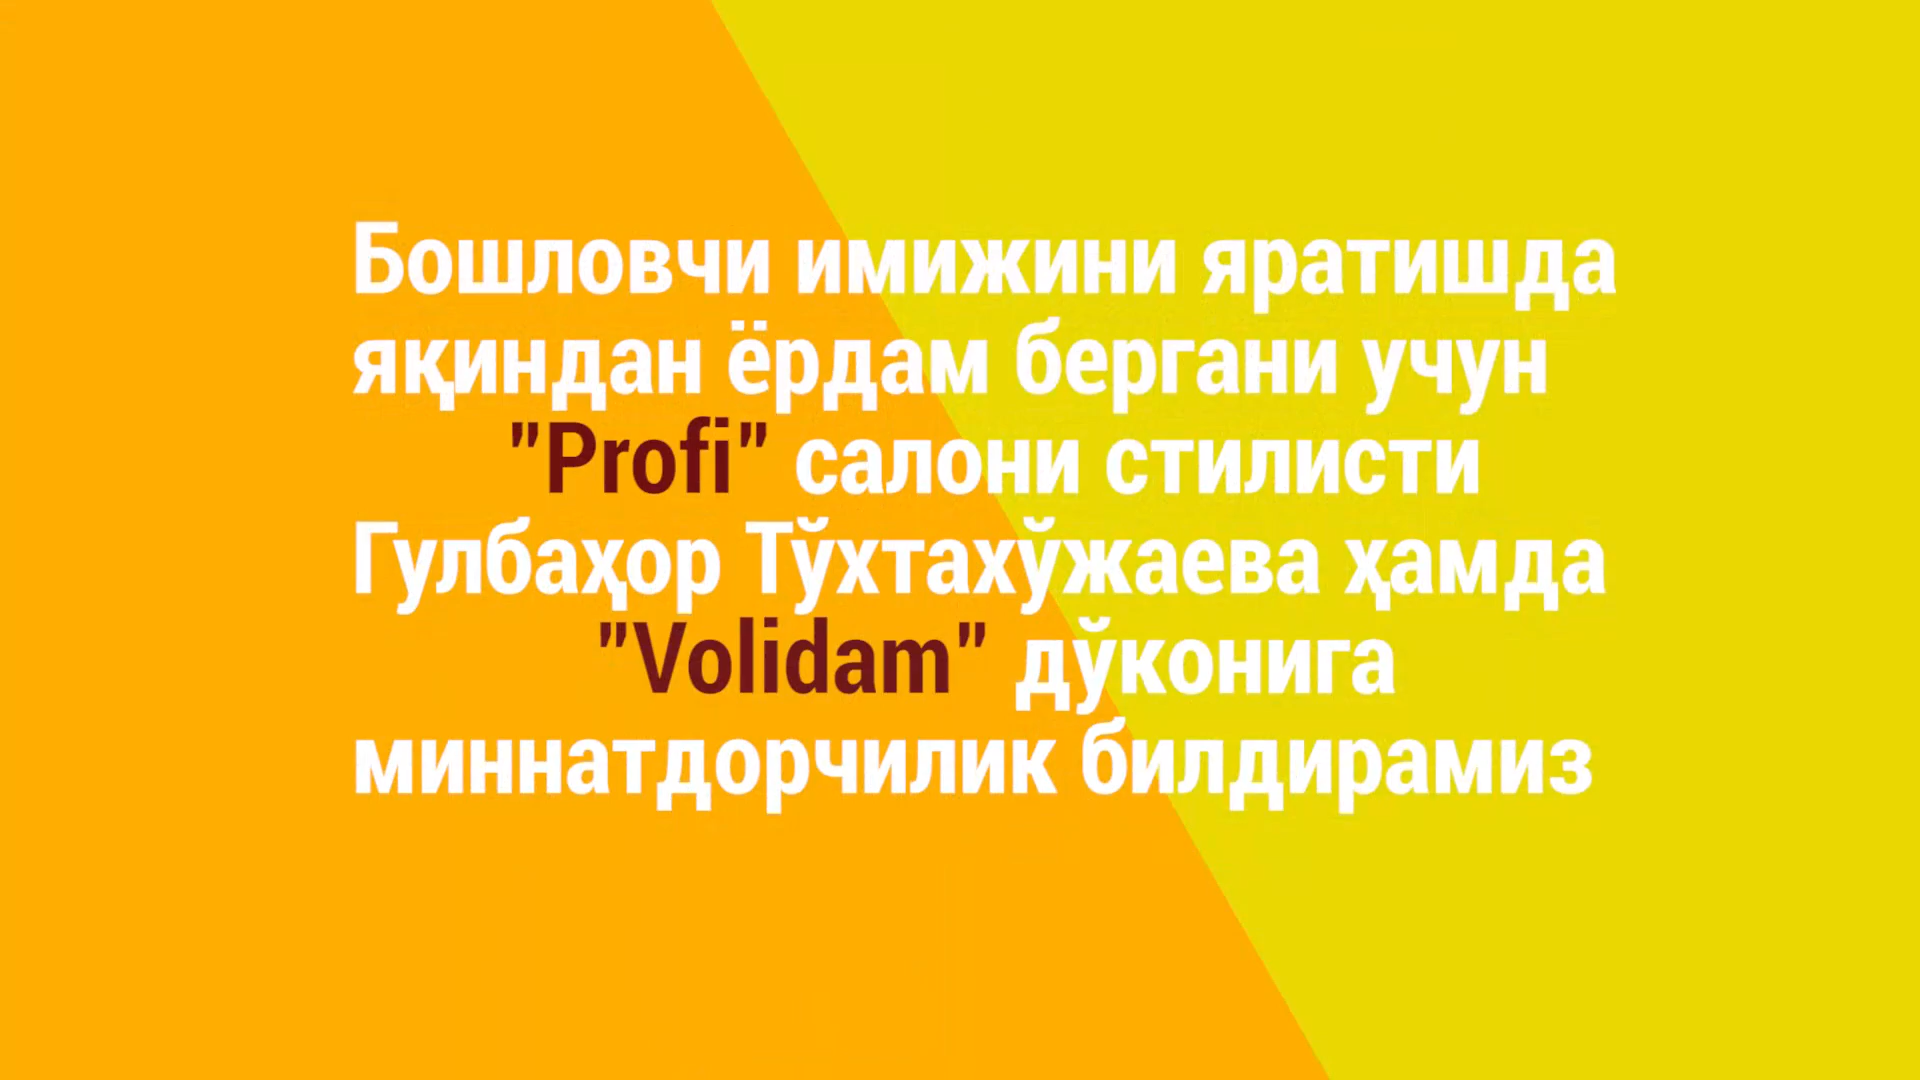 Бошловчи имижини яратишда
яқиндан ёрдам бергани учун
"Profi" салони стилисти
Гулбаҳор Тўхтахўжаева ҳамда
"Volidam" дўконига
миннатдорчилик билдирамиз